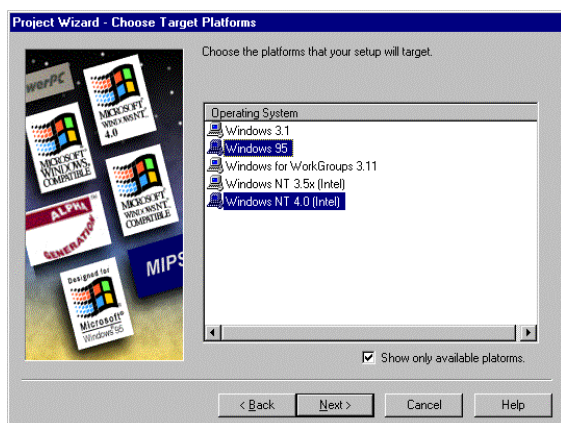 Project Wizard - Choose Target Platforms
Choose the platforms that your setup will target.
werPC
MICROSOFT
WINDOWS NT
4.0
MICROSOFT
WINDOWS
COMPATIBLE
MICROSOFT
WINDOWS NT
COMPATIBLE
ALPHA
GENERATION
MIPS
Designed for
Microsoft®
Windows 95
Operating System
Windows 3.1
Windows 95
Windows for WorkGroups 3.11
Windows NT 3.5x (Intel)
Windows NT 4.0 (Intel)
Show only available platorms.
< Back
Next >
Cancel
Help